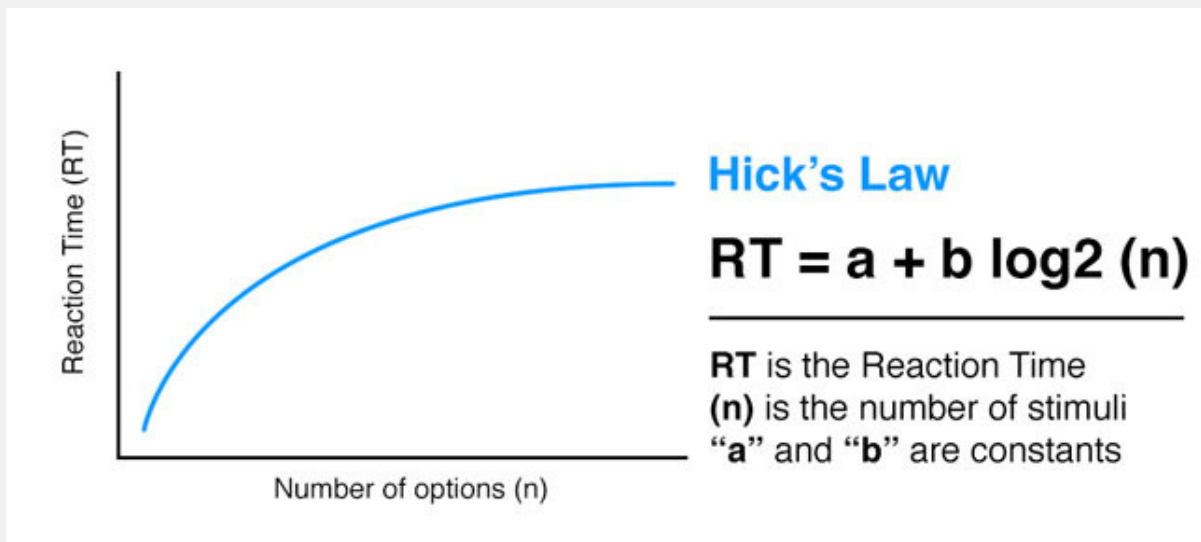 Reaction Time (RT)
Number of options (n)
Hick's Law
RT = a + b log2 (n)
RT is the Reaction Time
(n) is the number of stimuli
“a” and “b” are constants